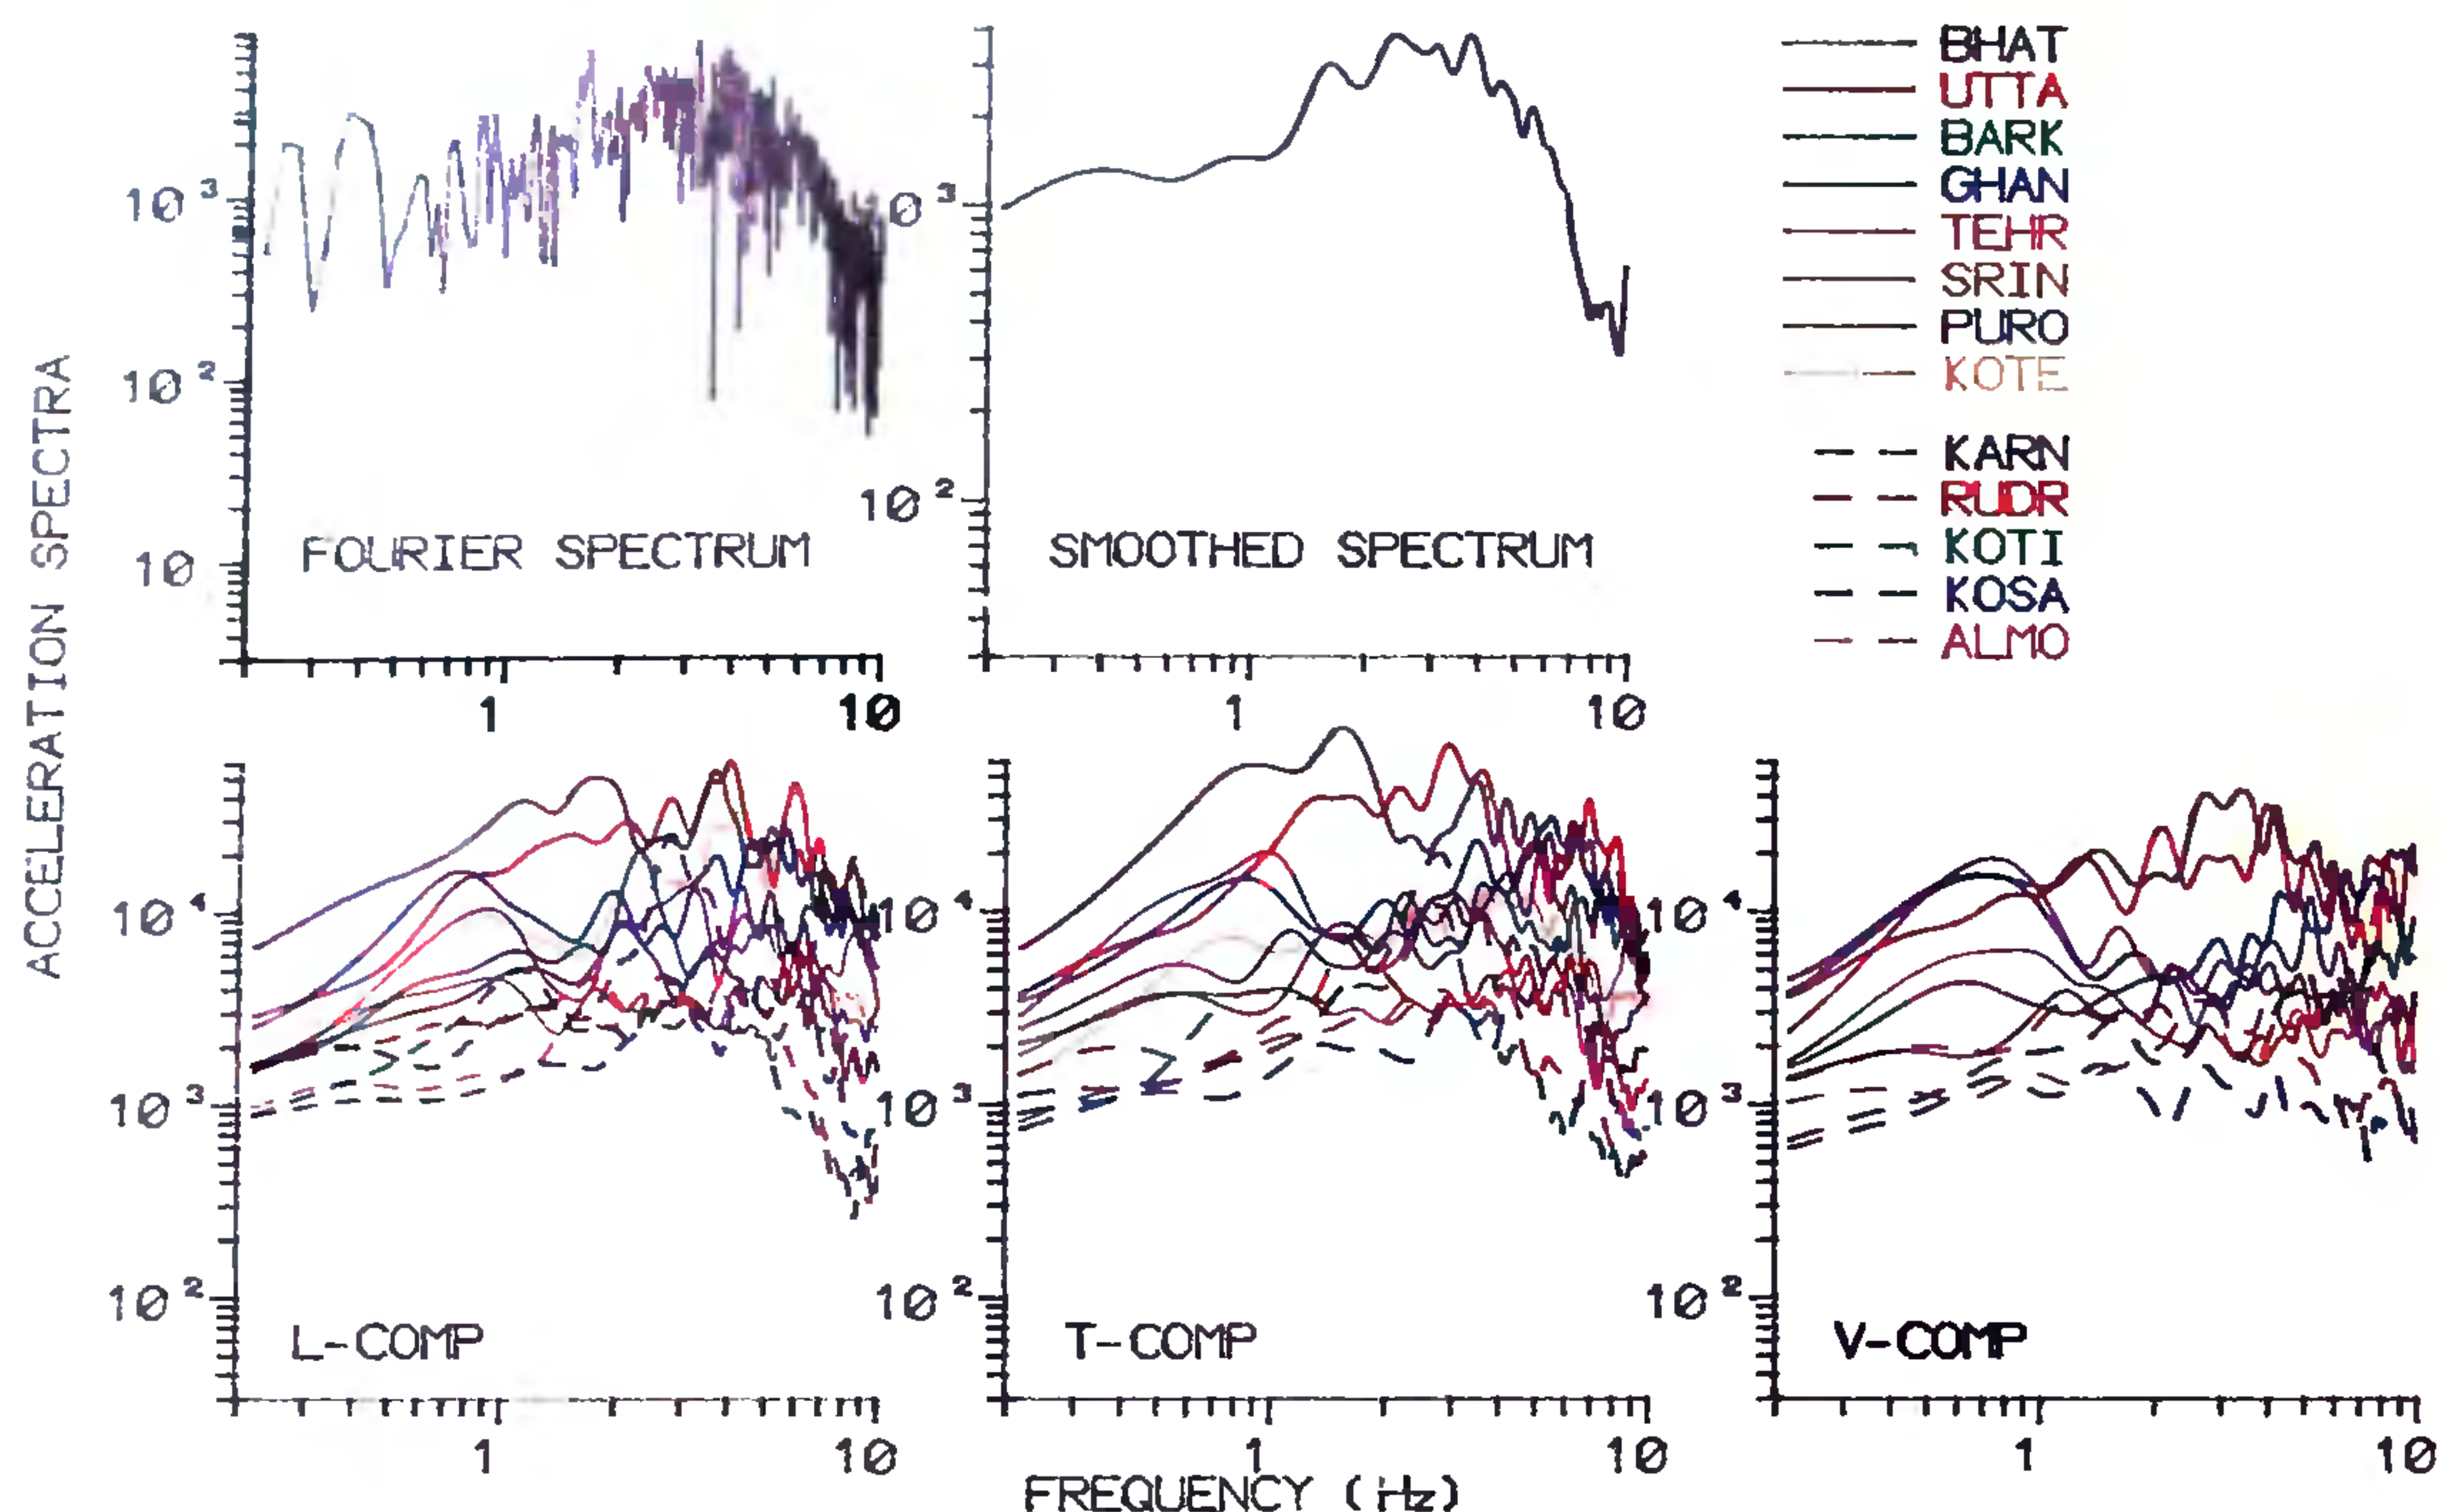 ACCELERATION SPECTRA
10³
10²
10
FOURIER SPECTRUM
1
10
0³
10²
SMOOTHED SPECTRUM
1
10
BHAT
UTTA
BARK
GHAN
TEHR
SRIN
PURO
KOTE
KARN
RUDR
KOTI
KOSA
ALMO
10⁴
10³
10²
L-COMP
1
10
10⁴
10³
10²
T-COMP
1
10
10⁴
10³
10²
V-COMP
1
10
FREQUENCY (Hz)